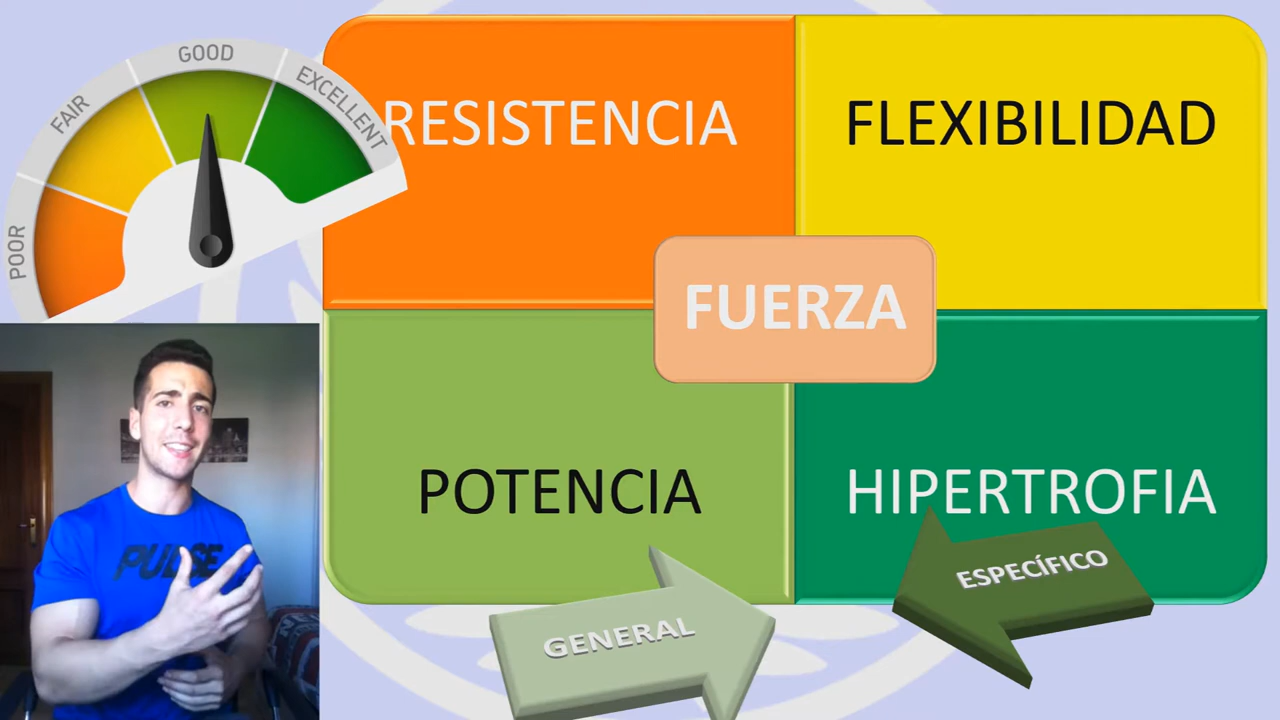 POOR
FAIR
GOOD
EXCELLENT
RESISTENCIA
FLEXIBILIDAD
FUERZA
POTENCIA
HIPERTROFIA
GENERAL
ESPECÍFICO
PULSE